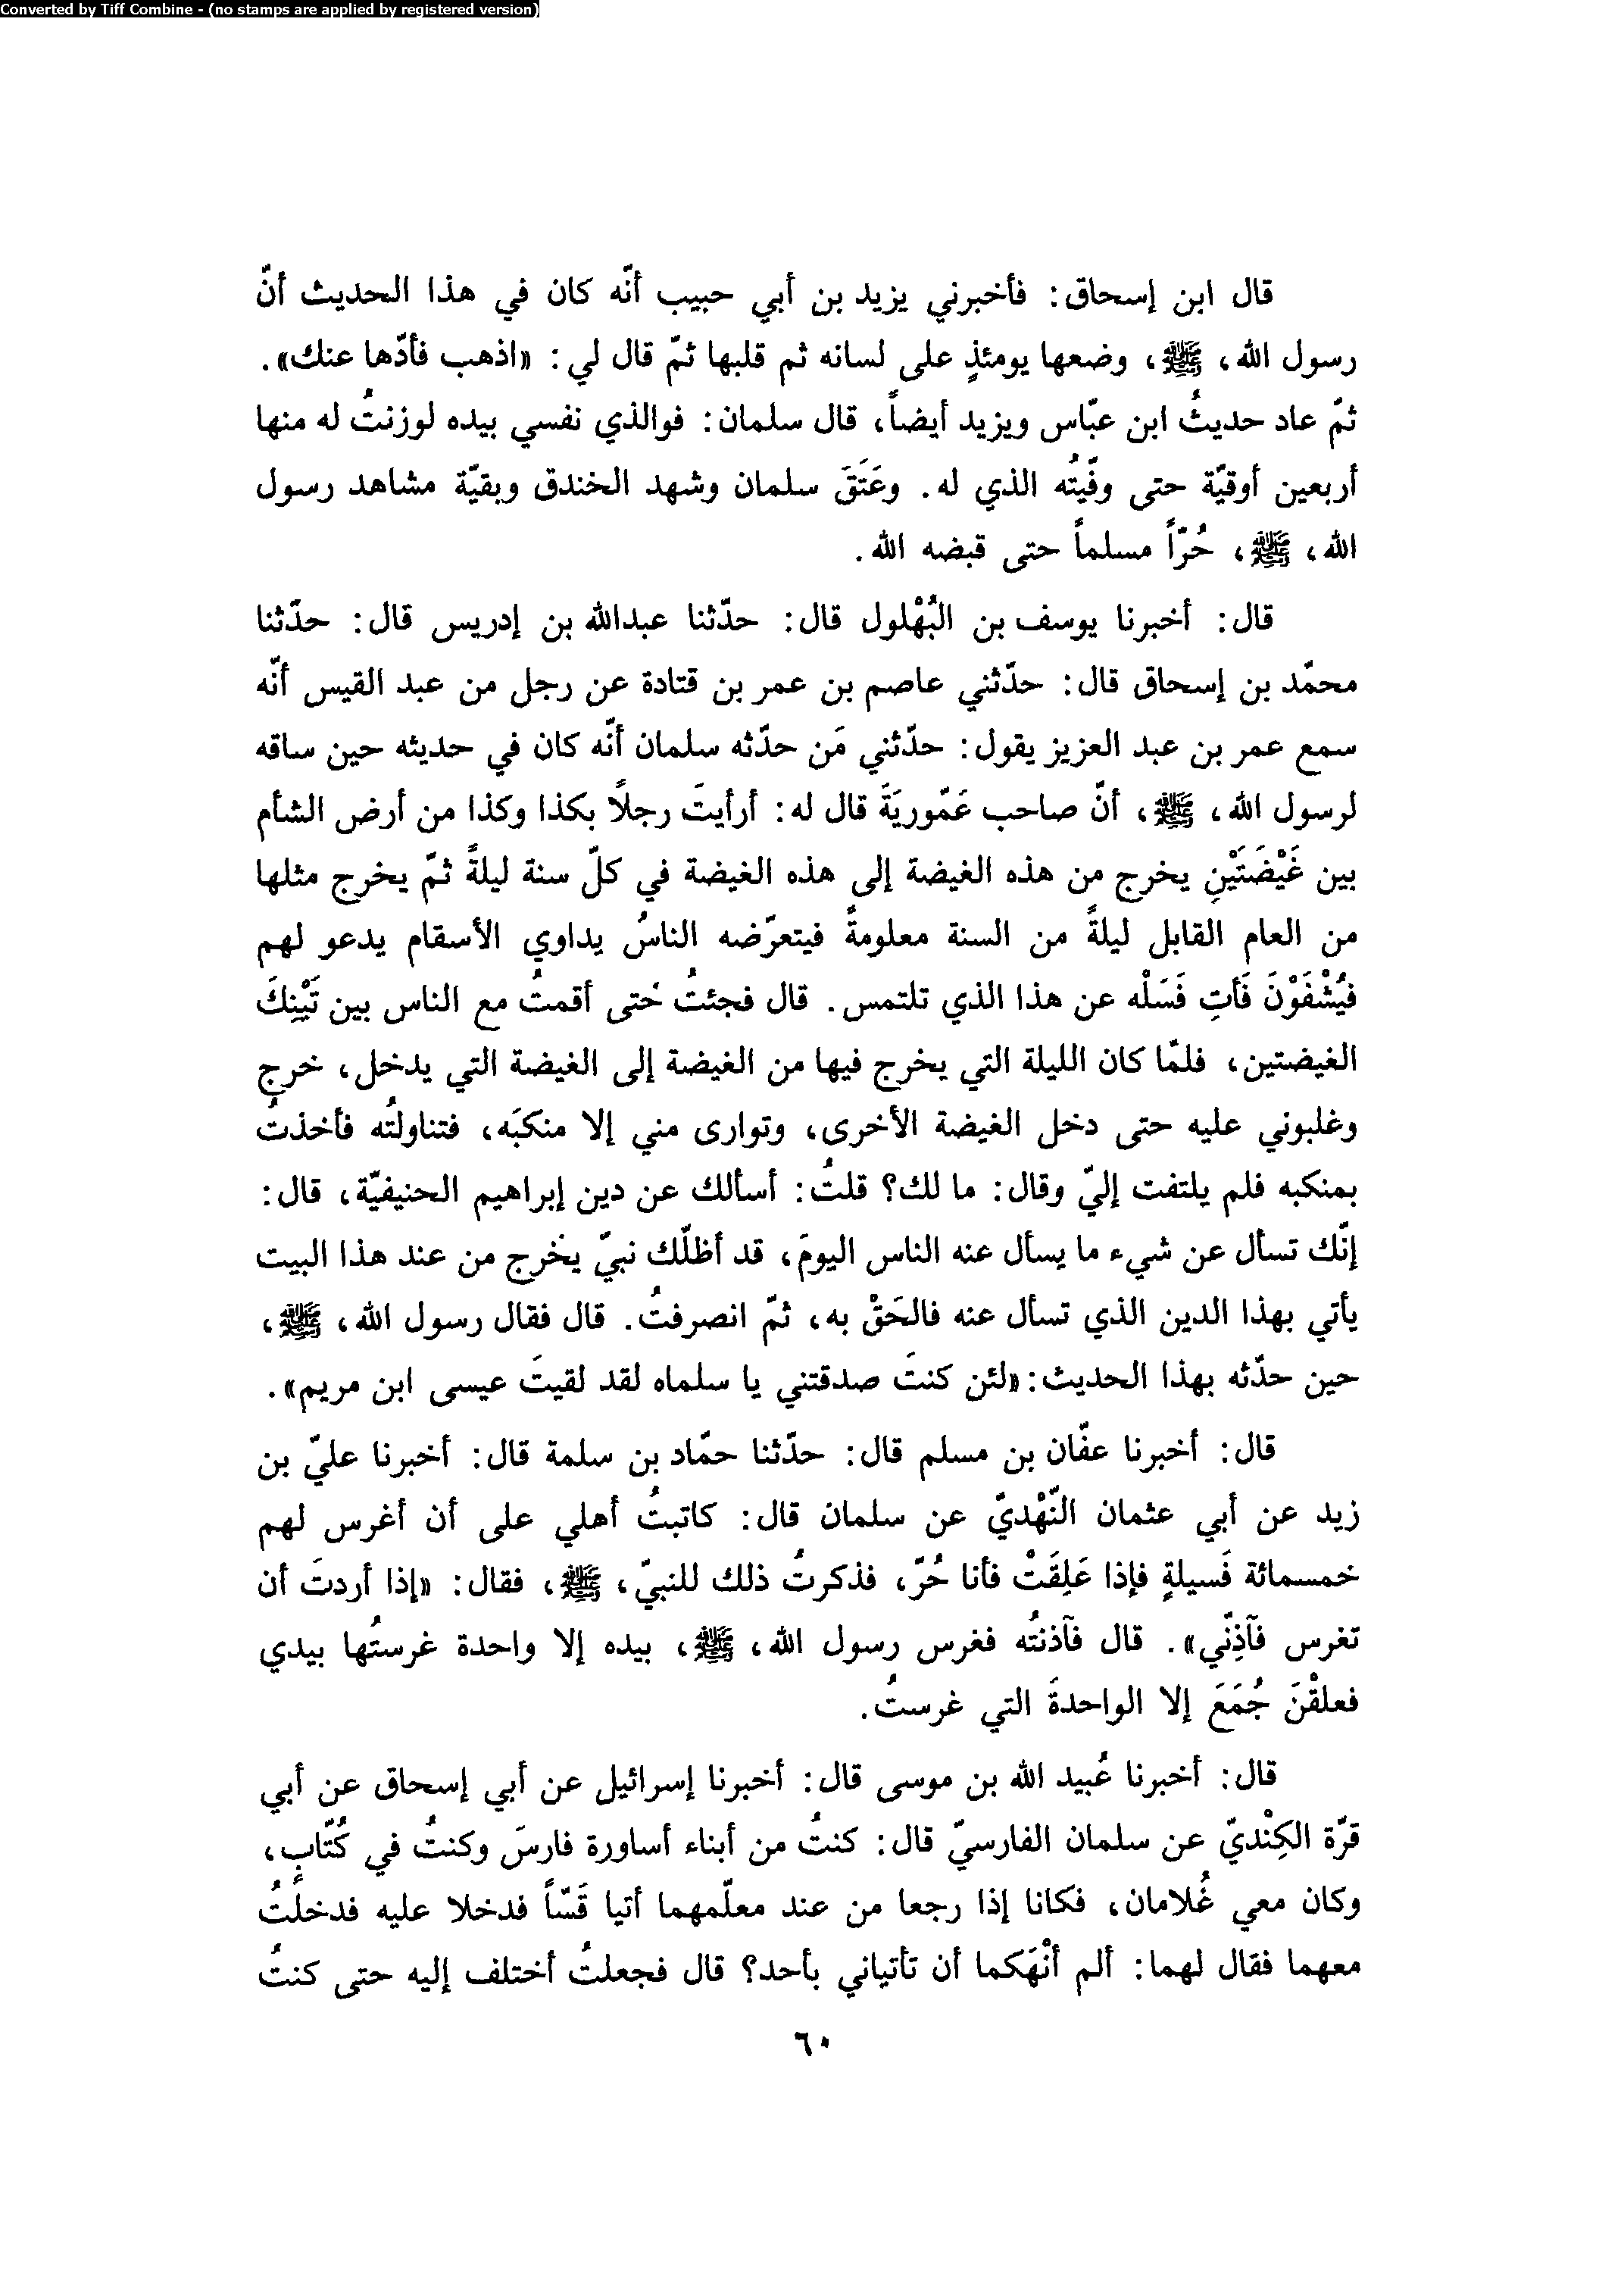 Converted by Tiff Combine - (no stamps are applied by registered version)
قال ابن إسحاق: فأخبرني يزيد بن أبي حبيب أنّه كان في هذا الحديث أنّ
رسول الله، ﷺ، وضعها يومئذٍ على لسانه ثم قلبها ثمّ قال لي: «اذهب فأدّها عنك».
ثمّ عاد حديثُ ابن عبّاس ويزيد أيضاً، قال سلمان: فوالذي نفسي بيده لوزنتُ له منها
أربعين أوقيّة حتى وفّيتُه الذي له. وعَتَقَ سلمان وشهد الخندق وبقيّة مشاهد رسول
الله، ﷺ، حُرّاً مسلماً حتى قبضه الله.
قال: أخبرنا يوسف بن البُهْلول قال: حدّثنا عبدالله بن إدريس قال: حدّثنا
محمّد بن إسحاق قال: حدّثني عاصم بن عمر بن قتادة عن رجل من عبد القيس أنّه
سمع عمر بن عبد العزيز يقول: حدّثني مَن حدّثه سلمان أنّه كان في حديثه حين ساقه
لرسول الله، ﷺ، أنّ صاحب عَمّوريَةَ قال له: أرأيتَ رجلاً بكذا وكذا من أرض الشأم
بين غَيْضَتَيْنِ يخرج من هذه الغيضة إلى هذه الغيضة في كلّ سنة ليلةً ثمّ يخرج مثلها
من العام القابل ليلةً من السنة معلومةً فيتعرّضه الناسُ يداوي الأسقام يدعو لهم
فيُشْفَوْنَ فَأتِ فَسَلْه عن هذا الذي تلتمس. قال فجئتُ حتى أقمتُ مع الناس بين تَيْنِكَ
الغيضتين، فلمّا كان الليلة التي يخرج فيها من الغيضة إلى الغيضة التي يدخل، خرج
وغلبوني عليه حتى دخل الغيضة الأخرى، وتوارى مني إلا منكبَه، فتناولتُه فأخذتُ
بمنكبه فلم يلتفت إليّ وقال: ما لك؟ قلتُ: أسألك عن دين إبراهيم الحنيفيّة، قال:
إنّك تسأل عن شيء ما يسأل عنه الناس اليومَ، قد أظلّك نبيّ يخرج من عند هذا البيت
يأتي بهذا الدين الذي تسأل عنه فالحَقْ به، ثمّ انصرفتُ. قال فقال رسول الله، ﷺ،
حين حدّثه بهذا الحديث: «لئن كنتَ صدقتني يا سلماه لقد لقيتَ عيسى ابن مريم».
قال: أخبرنا عفّان بن مسلم قال: حدّثنا حمّاد بن سلمة قال: أخبرنا عليّ بن
زيد عن أبي عثمان النّهْديّ عن سلمان قال: كاتبتُ أهلي على أن أغرس لهم
خمسمائة فَسيلةٍ فإذا عَلِقَتْ فأنا حُرّ، فذكرتُ ذلك للنبيّ، ﷺ، فقال: «إذا أردتَ أن
تغرس فآذِنّي». قال فآذنتُه فغرس رسول الله، ﷺ، بيده إلا واحدة غرستُها بيدي
فعلقْنَ جُمَعَ إلا الواحدةَ التي غرستُ.
قال: أخبرنا عُبيد الله بن موسى قال: أخبرنا إسرائيل عن أبي إسحاق عن أبي
قرّة الكِنْديّ عن سلمان الفارسيّ قال: كنتُ من أبناء أساورة فارسَ وكنتُ في كُتّابٍ،
وكان معي غُلامان، فكانا إذا رجعا من عند معلّمهما أتيا قَسّاً فدخلا عليه فدخلتُ
معهما فقال لهما: ألم أنْهَكما أن تأتياني بأحد؟ قال فجعلتُ أختلف إليه حتى كنتُ
٦٠